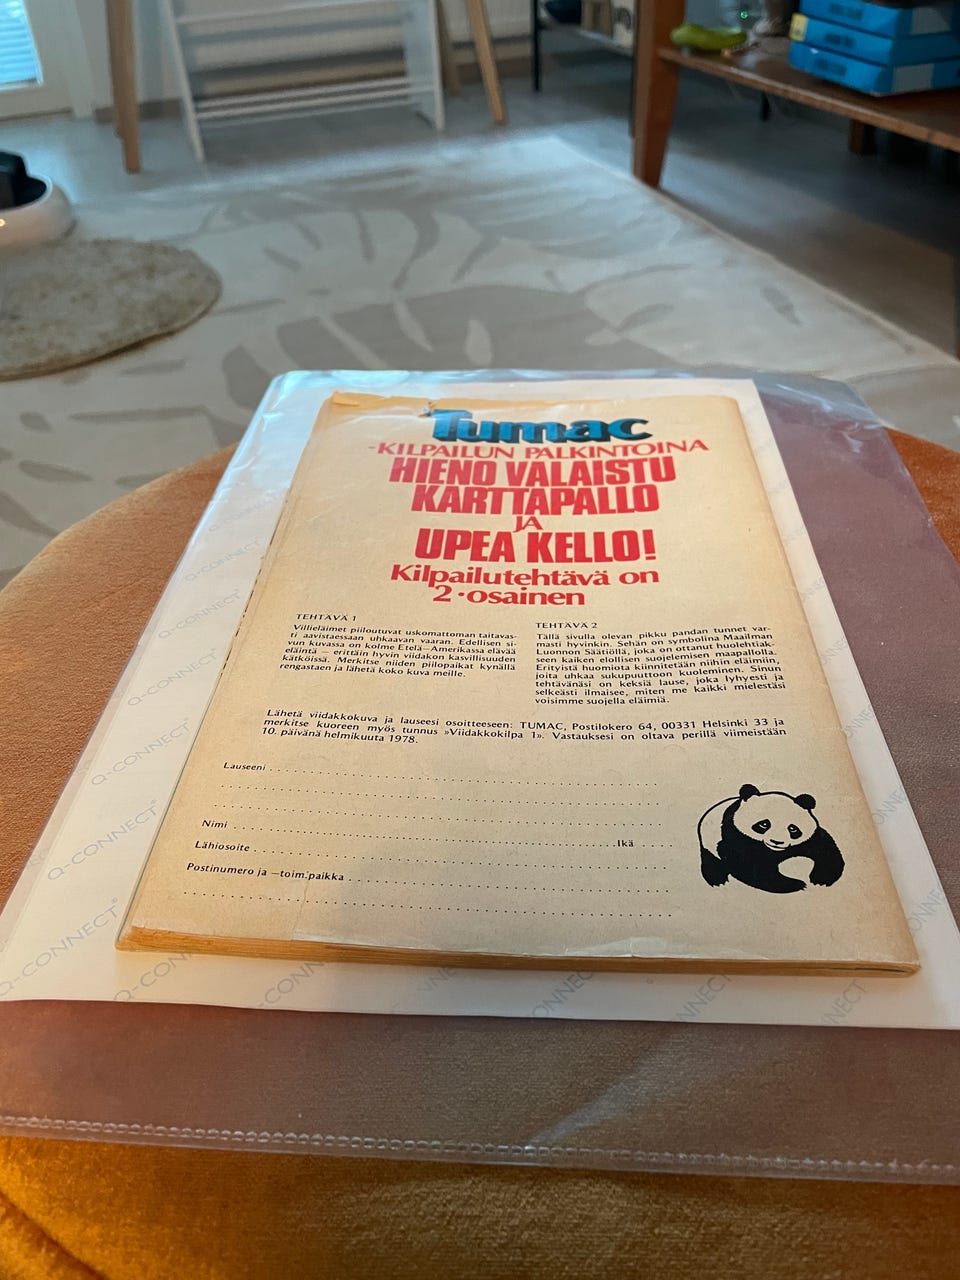 Tumac
-KILPAILUN PALKINTOINA
HIENO VALAISTU
KARTTAPALLO
JA
UPEA KELLO!
Kilpailutehtävä on
2-osainen
TEHTÄVÄ 1
Villieläimet piiloutuvat uskomattoman taitavas-
ti aavistaessaan uhkaavan vaaran. Edellisen si-
vun kuvassa on kolme Etelä—Amerikassa elävää
eläintä — erittäin hyvin viidakon kasvillisuuden
kätköissä. Merkitse niiden piilopaikat kynällä
rengastaen ja lähetä koko kuva meille.
TEHTÄVÄ 2
Tällä sivulla olevan pikku pandan tunnet var-
masti hyvinkin. Sehän on symbolina Maailman
Luonnon Säätiöllä, joka on ottanut huolehtiak-
seen kaiken elollisen suojelemisen maapallolla.
Erityistä huomiota kiinnitetään niihin eläimiin,
joita uhkaa sukupuuttoon kuoleminen. Sinun
tehtävänäsi on keksiä lause, joka lyhyesti ja
selkeästi ilmaisee, miten me kaikki mielestäsi
voisimme suojella eläimiä.
Lähetä viidakkokuva ja lauseesi osoitteeseen: TUMAC, Postilokero 64, 00331 Helsinki 33 ja
merkitse kuoreen myös tunnus »Viidakkokilpa 1». Vastauksesi on oltava perillä viimeistään
10. päivänä helmikuuta 1978.
Lauseeni
Nimi Ikä
Lähiosoite
Postinumero ja —toim.paikka
Q-CONNECT
Q-CONNECT
Q-CONNECT
Q-CONNECT
Q-CONNECT
Q-CONNECT